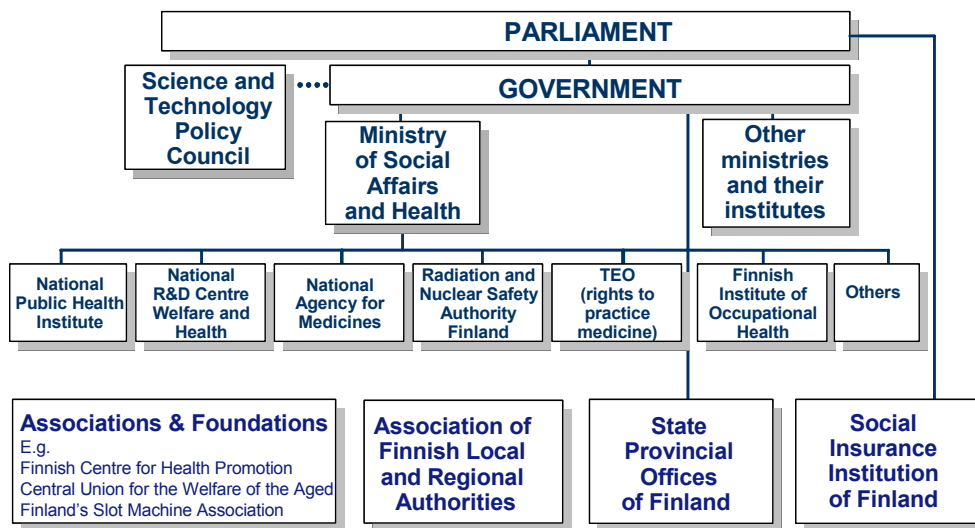 PARLIAMENT
Science and
Technology
Policy
Council
GOVERNMENT
Ministry
of Social
Affairs
and Health
Other
ministries
and their
institutes
National
Public Health
Institute
National
R&D Centre
Welfare and
Health
National
Agency for
Medicines
Radiation and
Nuclear Safety
Authority
Finland
TEO
(rights to
practice
medicine)
Finnish
Institute of
Occupational
Health
Others
Associations & Foundations
E.g.
Finnish Centre for Health Promotion
Central Union for the Welfare of the Aged
Finland's Slot Machine Association
Association of
Finnish Local
and Regional
Authorities
State
Provincial
Offices
of Finland
Social
Insurance
Institution
of Finland